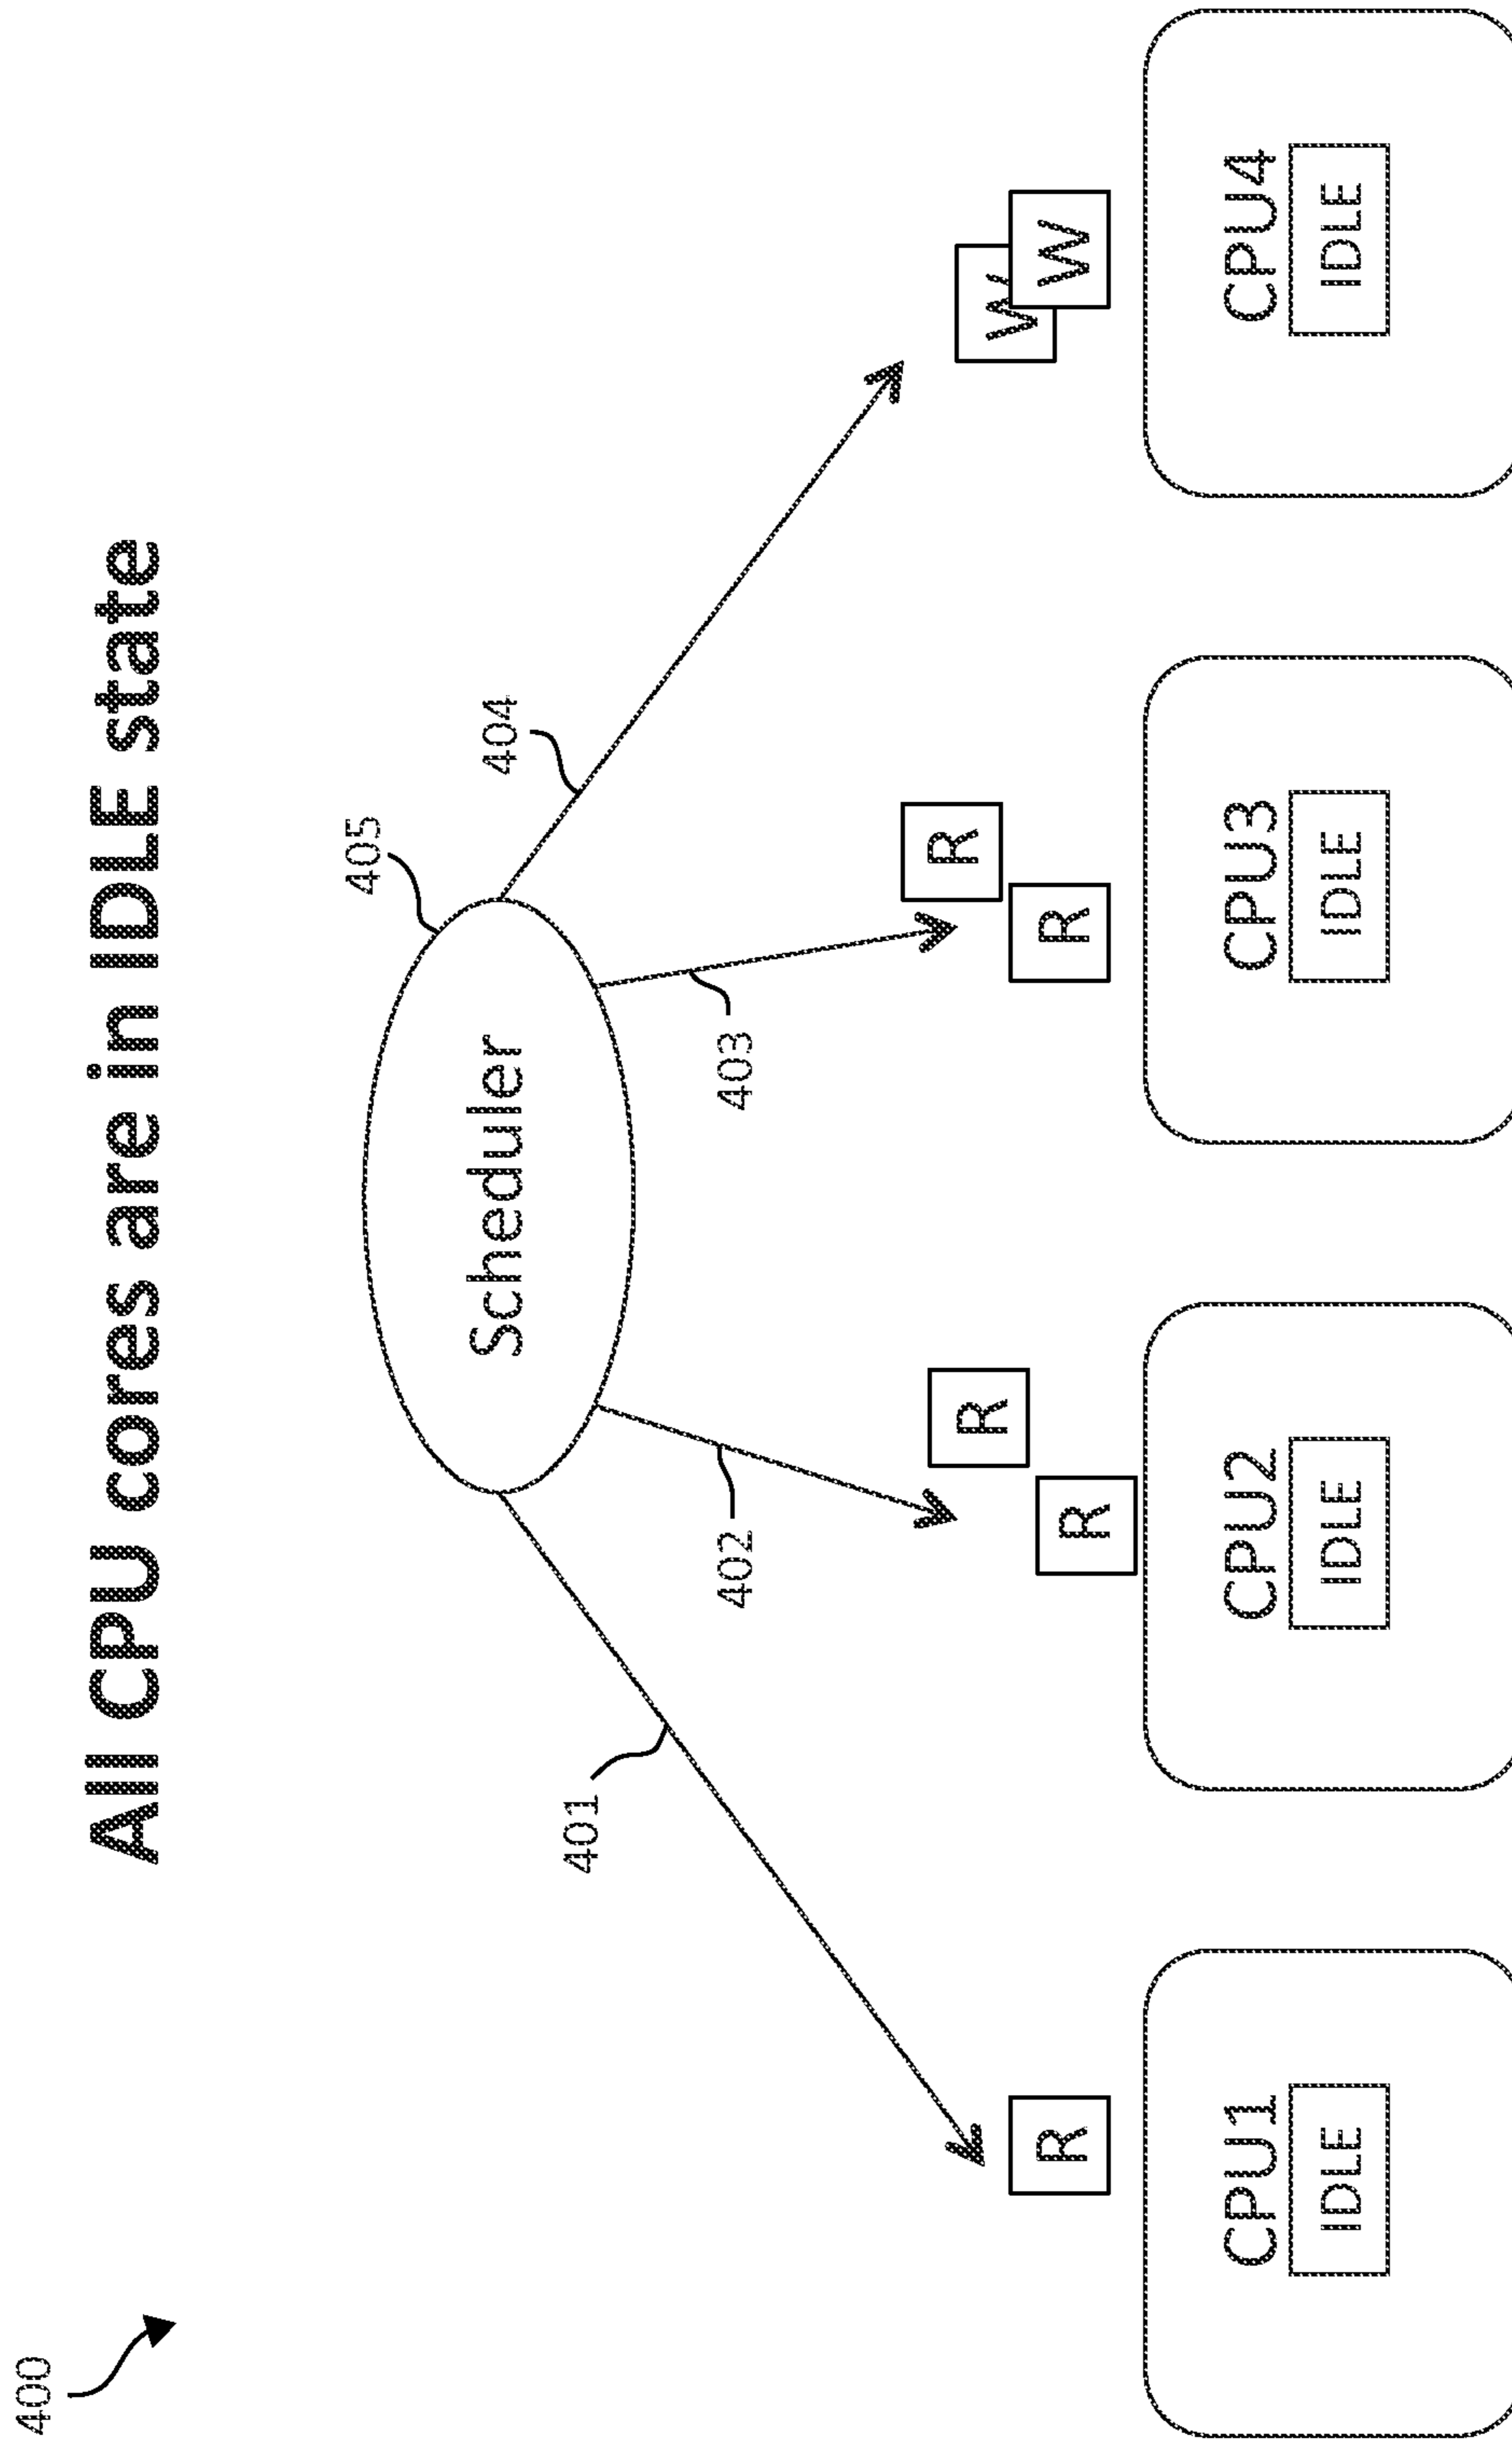 400
All CPU cores are in IDLE state
405
Scheduler
404
401
402
403
R
R
W
R
R
R
W
CPU1
CPU2
CPU3
CPU4
IDLE
IDLE
IDLE
IDLE